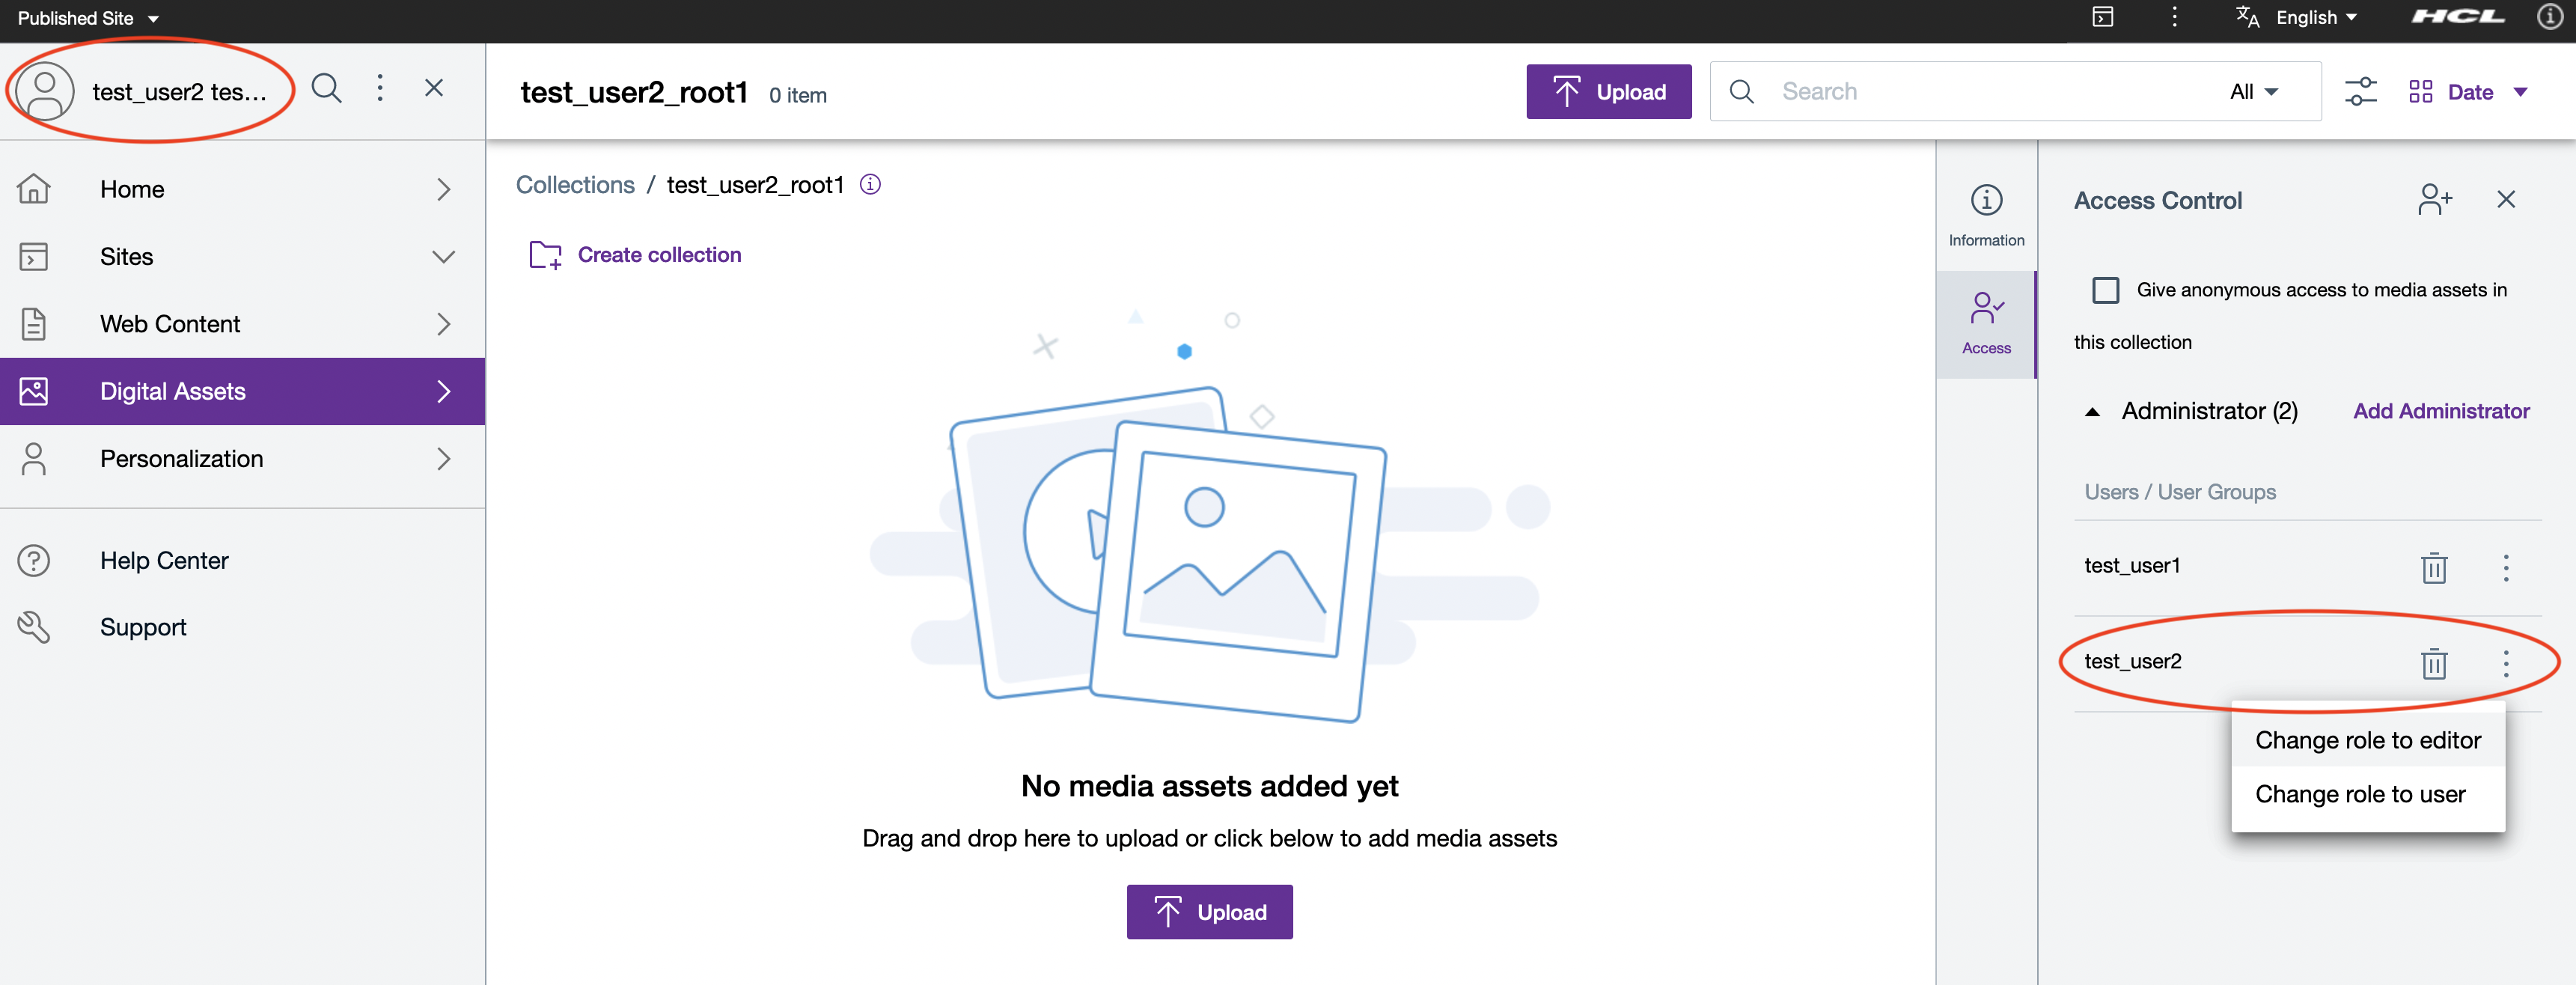 Published Site
English
HCL
test_user2 tes...
test_user2_root1 0 item
Upload
Search
All
Date
Home
Sites
Web Content
Digital Assets
Personalization
Help Center
Support
Collections / test_user2_root1
Create collection
No media assets added yet
Drag and drop here to upload or click below to add media assets
Upload
Information
Access
Access Control
Give anonymous access to media assets in
this collection
Administrator (2) Add Administrator
Users / User Groups
test_user1
test_user2
Change role to editor
Change role to user